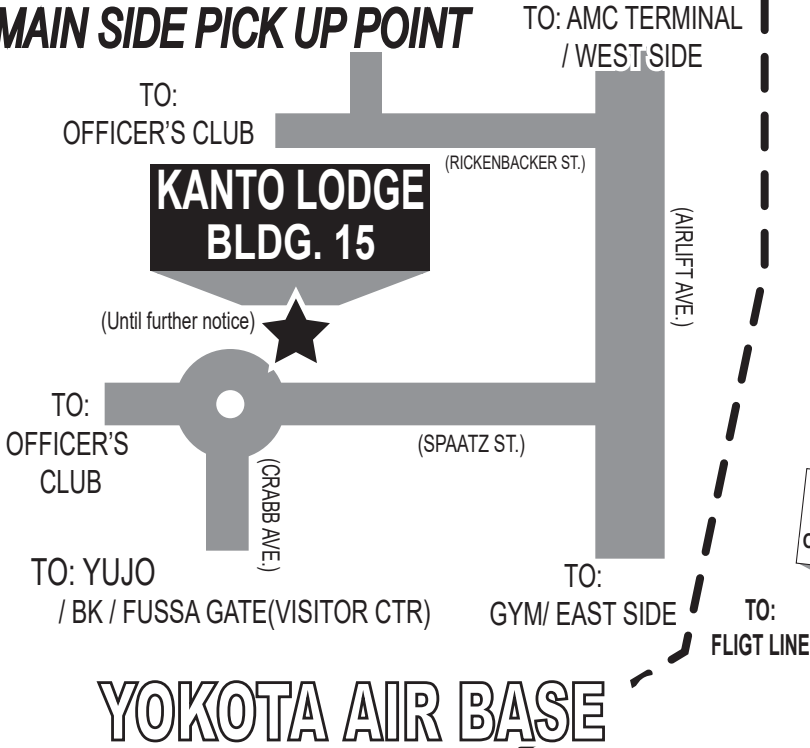 MAIN SIDE PICK UP POINT
TO: AMC TERMINAL
/ WEST SIDE
TO:
OFFICER'S CLUB
(RICKENBACKER ST.)
KANTO LODGE
BLDG. 15
(AIRLIFT AVE.)
(Until further notice)
TO:
OFFICER'S
CLUB
(SPAATZ ST.)
(CRABB AVE.)
TO: YUJO
/ BK / FUSSA GATE(VISITOR CTR)
TO:
GYM/ EAST SIDE
TO:
FLIGT LINE
YOKOTA AIR BASE